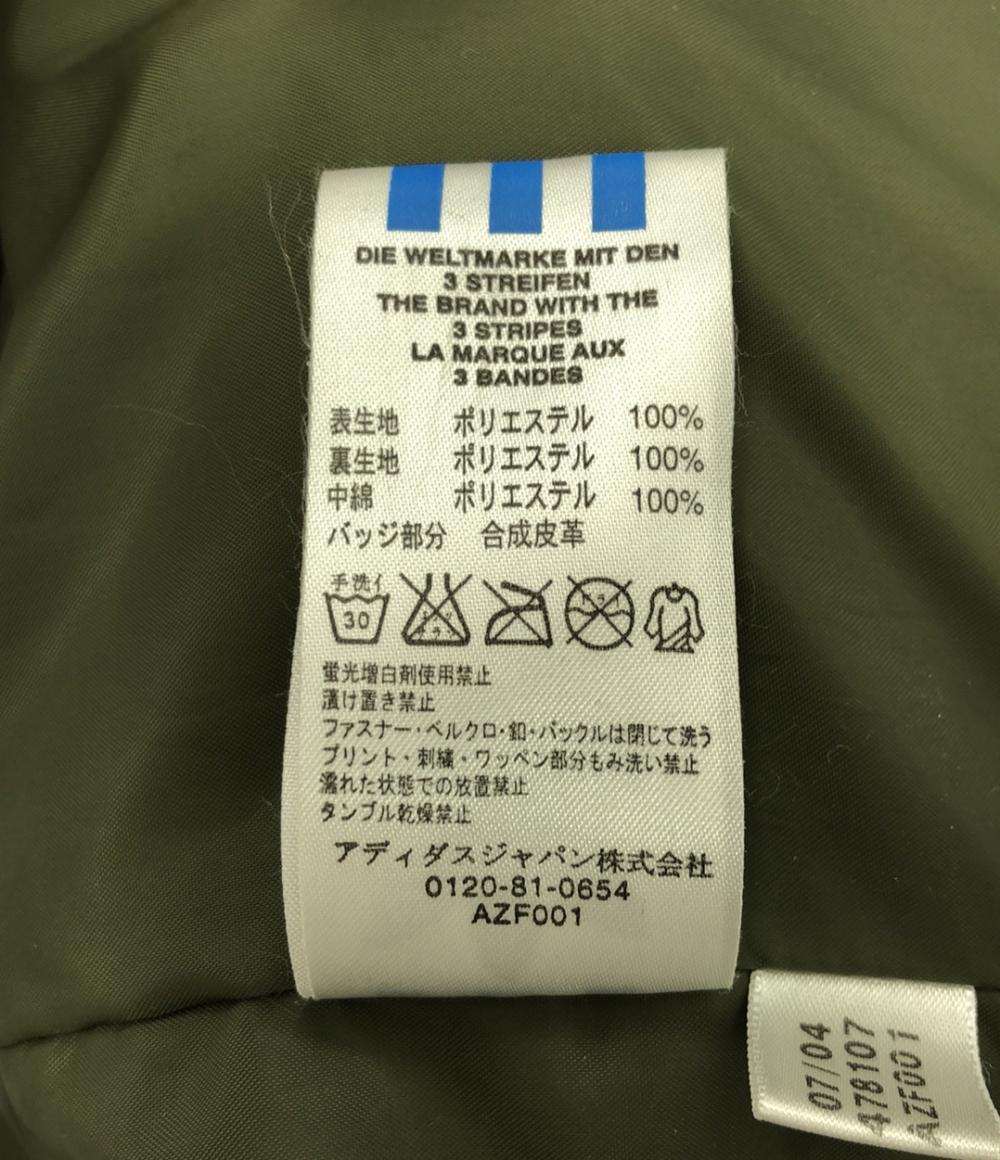 DIE WELTMARKE MIT DEN
3 STREIFEN
THE BRAND WITH THE
3 STRIPES
LA MARQUE AUX
3 BANDES
表生地 ポリエステル 100%
裏生地 ポリエステル 100%
中綿 ポリエステル 100%
バッジ部分 合成皮革
手洗イ
30
蛍光増白剤使用禁止
漬け置き禁止
ファスナー・ベルクロ・釦・バックルは閉じて洗う
プリント・刺繍・ワッペン部分もみ洗い禁止
濡れた状態での放置禁止
タンブル乾燥禁止
アディダスジャパン株式会社
0120-81-0654
AZF001
07/04
478107
AZF001